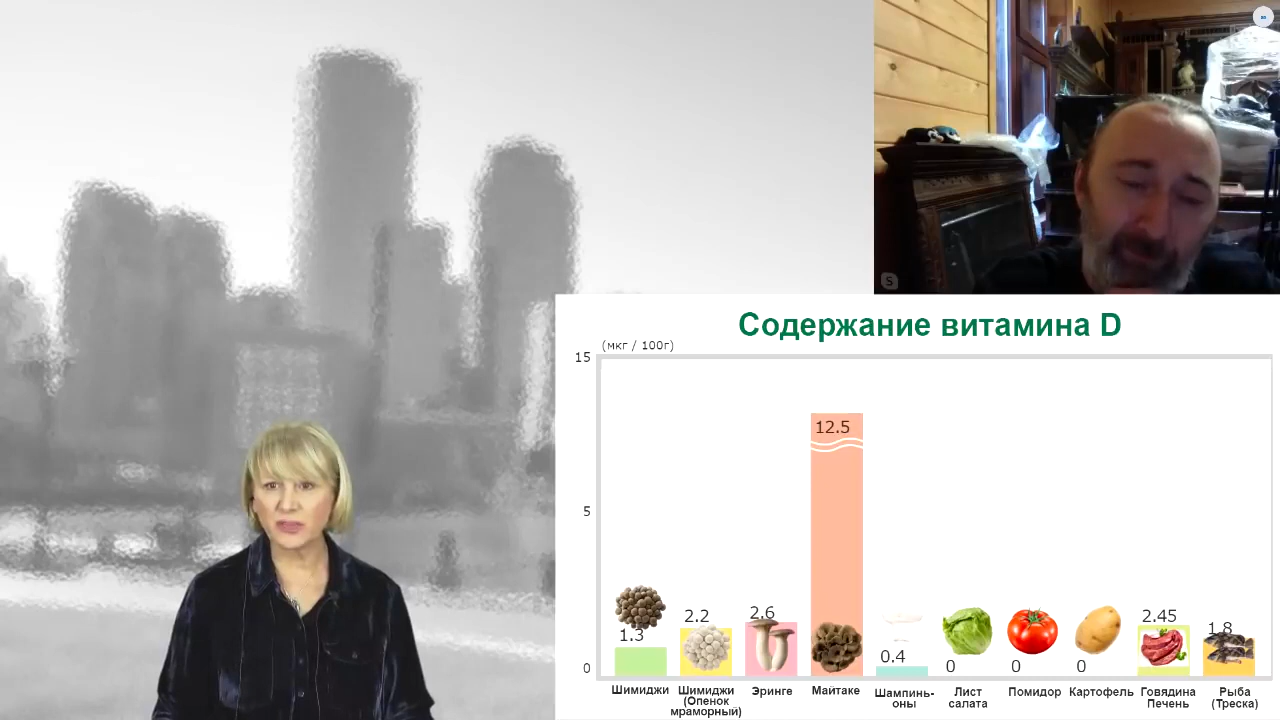 Содержание витамина D
(мкг / 100г)
15
5
0
1.3
2.2
2.6
12.5
0.4
0
0
0
2.45
1.8
Шимиджи
Шимиджи
(Опенок
мраморный)
Эринге
Майтаке
Шампинь-
оны
Лист
салата
Помидор
Картофель
Говядина
Печень
Рыба
(Треска)
S